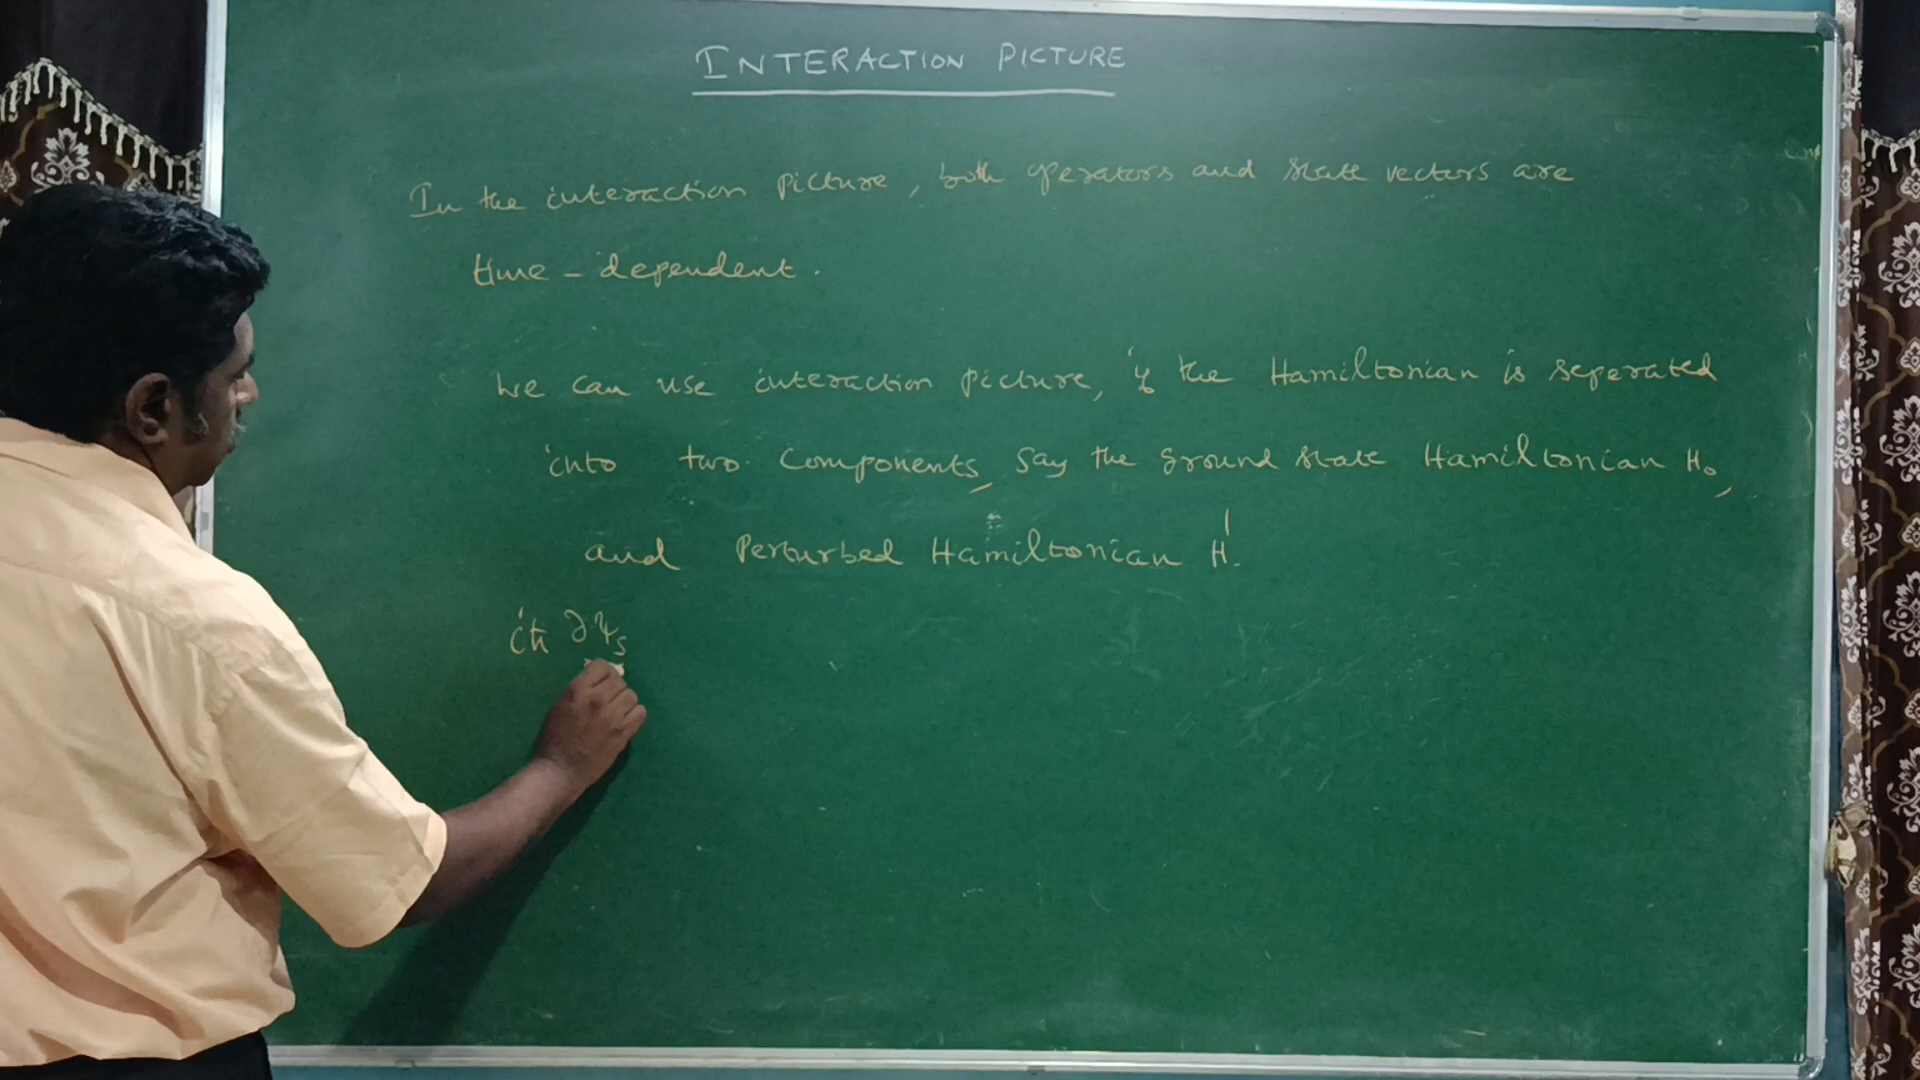 INTERACTION PICTURE
In the interaction picture, both operators and state vectors are
time - dependent.
We can use interaction picture, if the Hamiltonian is seperated
into two components, say the ground state Hamiltonian H₀,
and Perturbed Hamiltonian H'.
iħ ∂Ψₛ